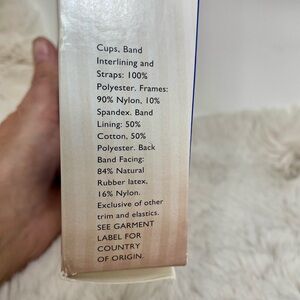 Cups, Band
Interlining and
Straps: 100%
Polyester. Frames:
90% Nylon, 10%
Spandex. Band
Lining: 50%
Cotton, 50%
Polyester. Back
Band Facing:
84% Natural
Rubber latex,
16% Nylon.
Exclusive of other
trim and elastics.
SEE GARMENT
LABEL FOR
COUNTRY
OF ORIGIN.